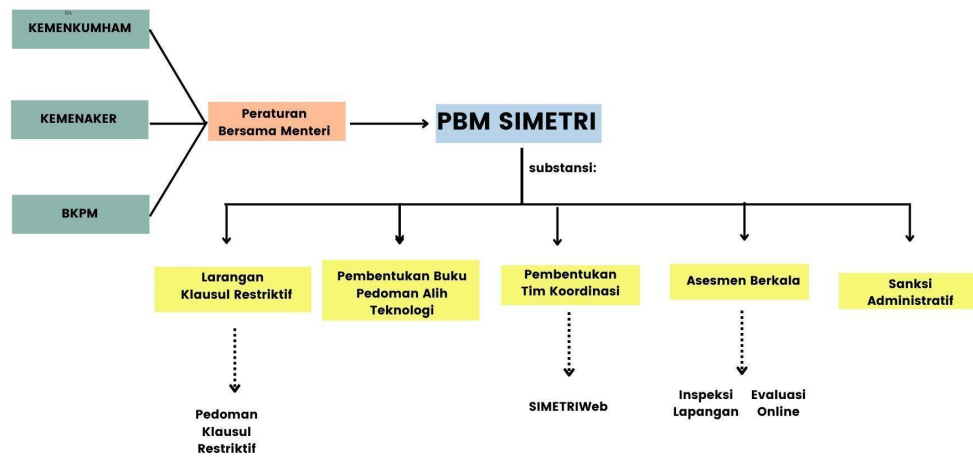 BA
KEMENKUMHAM
KEMENAKER
BKPM
Peraturan
Bersama Menteri
PBM SIMETRI
substansi:
Larangan
Klausul Restriktif
Pembentukan Buku
Pedoman Alih
Teknologi
Pembentukan
Tim Koordinasi
Asesmen Berkala
Sanksi
Administratif
Pedoman
Klausul
Restriktif
SIMETRIWeb
Inspeksi
Lapangan
Evaluasi
Online